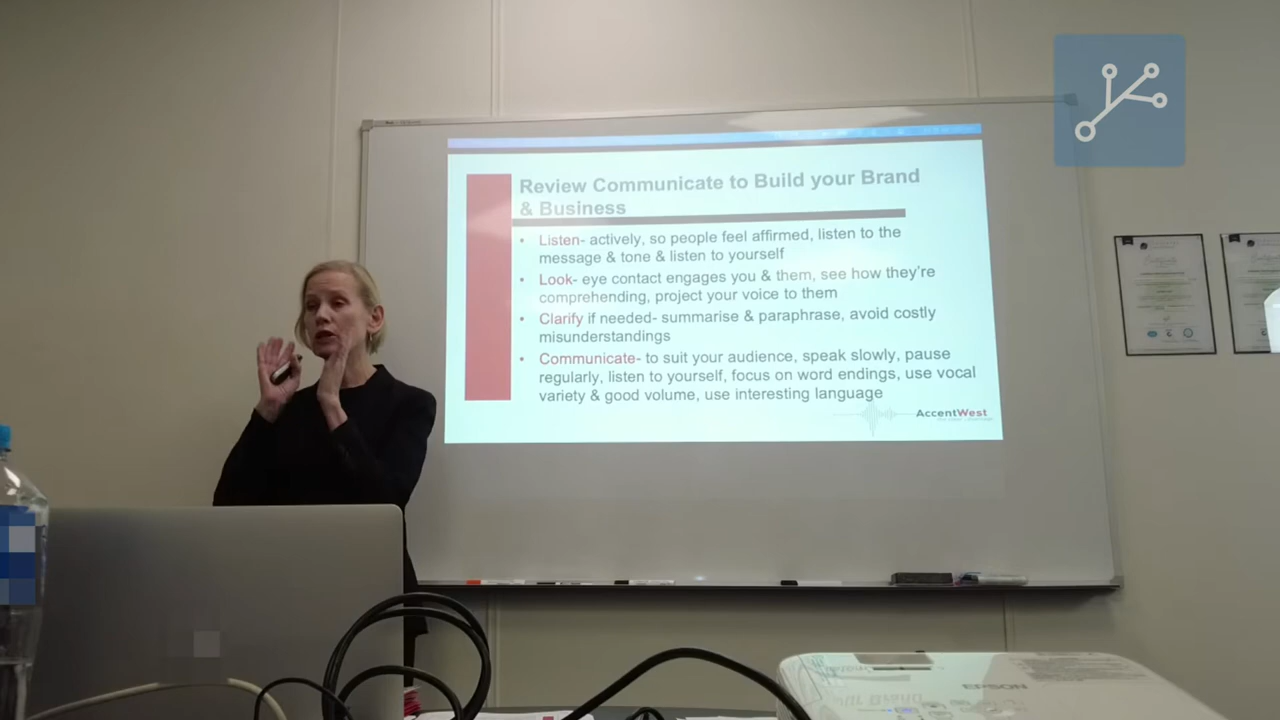 Review Communicate to Build your Brand
& Business
• Listen- actively, so people feel affirmed, listen to the
message & tone & listen to yourself
• Look- eye contact engages you & them, see how they're
comprehending, project your voice to them
• Clarify if needed- summarise & paraphrase, avoid costly
misunderstandings
• Communicate- to suit your audience, speak slowly, pause
regularly, listen to yourself, focus on word endings, use vocal
variety & good volume, use interesting language
AccentWest
EPSON